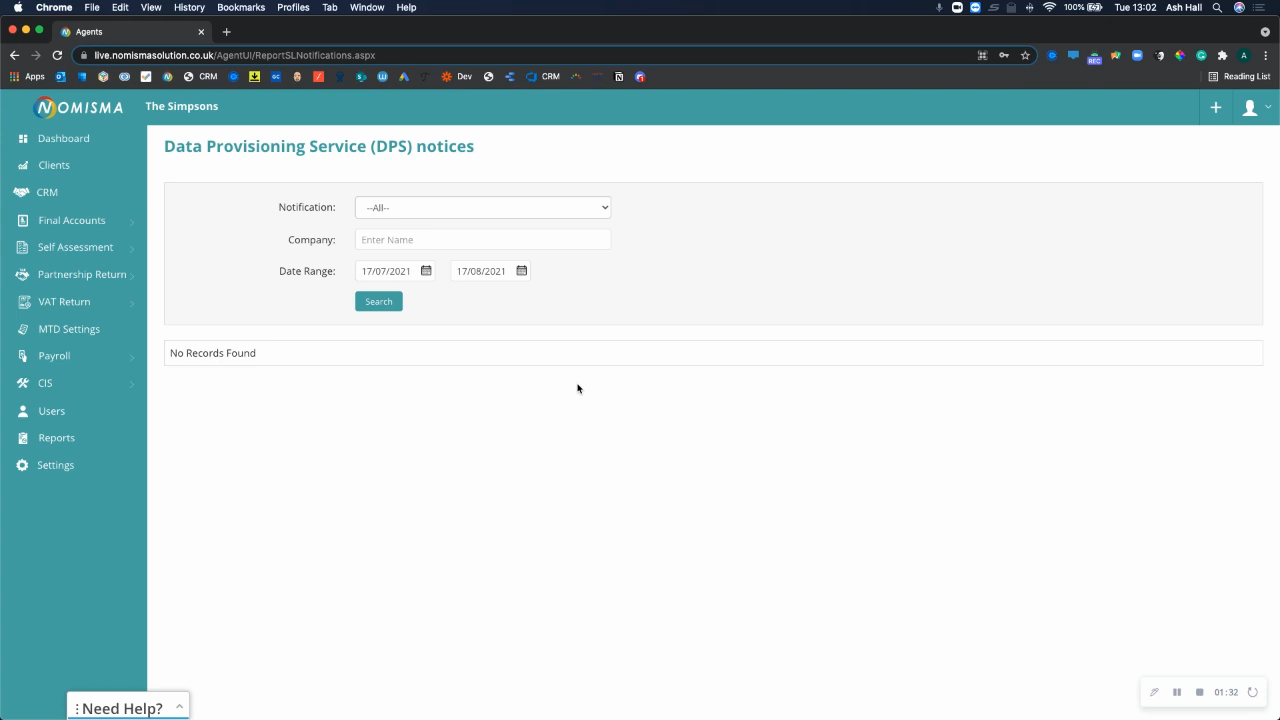 Chrome File Edit View History Bookmarks Profiles Tab Window Help 100% Tue 13:02 Ash Hall
Agents
live.nomismasolution.co.uk/AgentUI/ReportSLNotifications.aspx REC A
Apps CRM Dev CRM Reading List
NOMISMA The Simpsons
Dashboard
Clients
CRM
Final Accounts
Self Assessment
Partnership Return
VAT Return
MTD Settings
Payroll
CIS
Users
Reports
Settings
Data Provisioning Service (DPS) notices
Notification: --All--
Company: Enter Name
Date Range: 17/07/2021 17/08/2021
Search
No Records Found
Need Help?
01:32